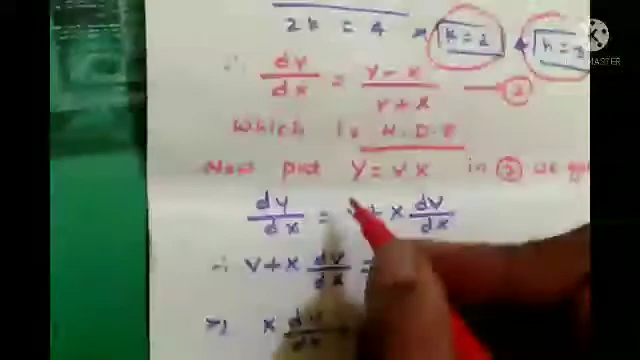 2k = 4 k=2
∴ dy/dx = Y-X / Y+X — 2
Which is H.D.E
Now put Y = VX in 2 we get
dy/dx = V + X dV/dx
∴ V+X dV/dx =
X dV/dx